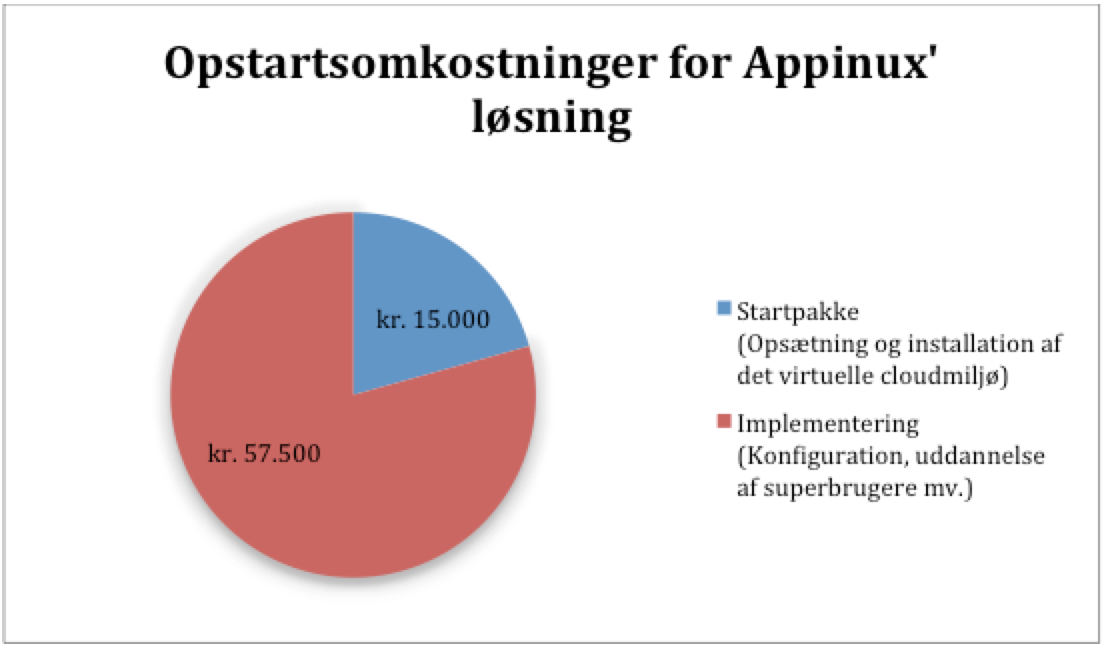 Opstartsomkostninger for Appinux'
løsning
kr. 15.000
kr. 57.500
Startpakke
(Opsætning og installation af
det virtuelle cloudmiljø)
Implementering
(Konfiguration, uddannelse
af superbrugere mv.)